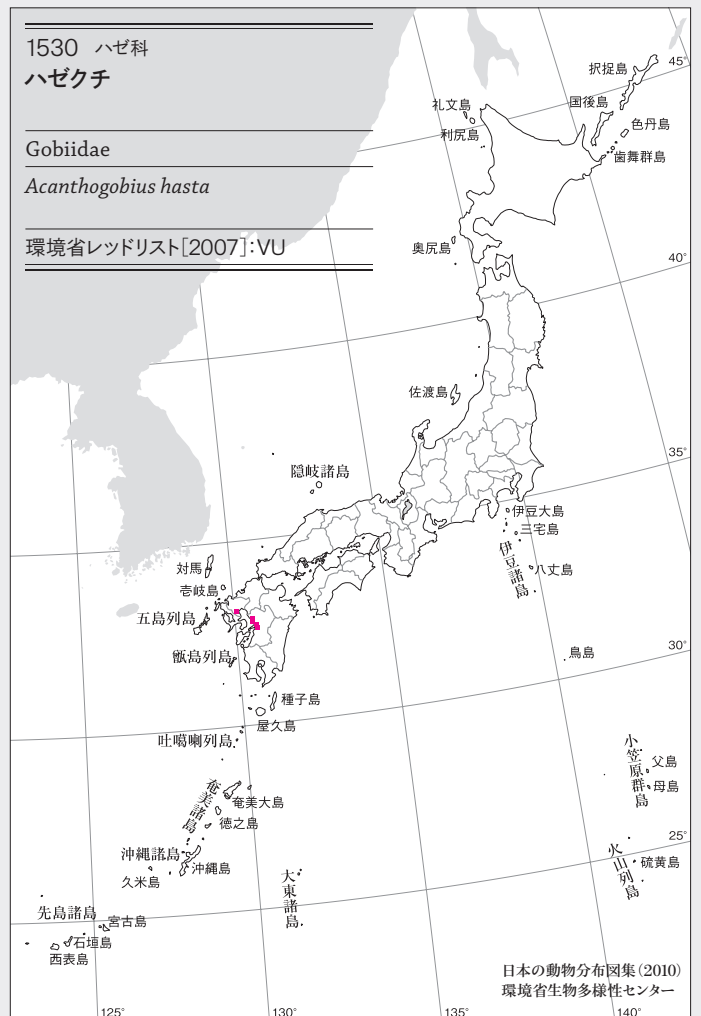 1530 ハゼ科
ハゼクチ
Gobiidae
Acanthogobius hasta
環境省レッドリスト[2007]:VU
45°
択捉島
礼文島
国後島
利尻島
色丹島
歯舞群島
奥尻島
40°
佐渡島
35°
隠岐諸島
伊豆大島
三宅島
伊豆諸島
八丈島
対馬
壱岐島
五島列島
甑島列島
鳥島
30°
種子島
屋久島
吐噶喇列島
小笠原群島
父島
母島
奄美諸島
奄美大島
徳之島
25°
沖縄諸島
沖縄島
久米島
火山列島
硫黄島
大東諸島
先島諸島
宮古島
石垣島
西表島
日本の動物分布図集(2010)
環境省生物多様性センター
125°
130°
135°
140°